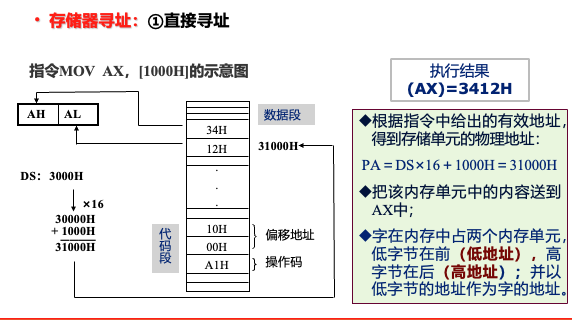 • 存储器寻址：①直接寻址
指令MOV AX，[1000H]的示意图
AH AL
34H
12H
.
.
.
10H
00H
A1H
数据段
31000H
DS：3000H
×16
30000H
+ 1000H
31000H
代码段
} 偏移地址
} 操作码
执行结果
(AX)=3412H
◆根据指令中给出的有效地址，
得到存储单元的物理地址：
PA＝DS×16＋1000H＝31000H
◆把该内存单元中的内容送到
AX中；
◆字在内存中占两个内存单元，
低字节在前（低地址），高
字节在后（高地址）；并以
低字节的地址作为字的地址。